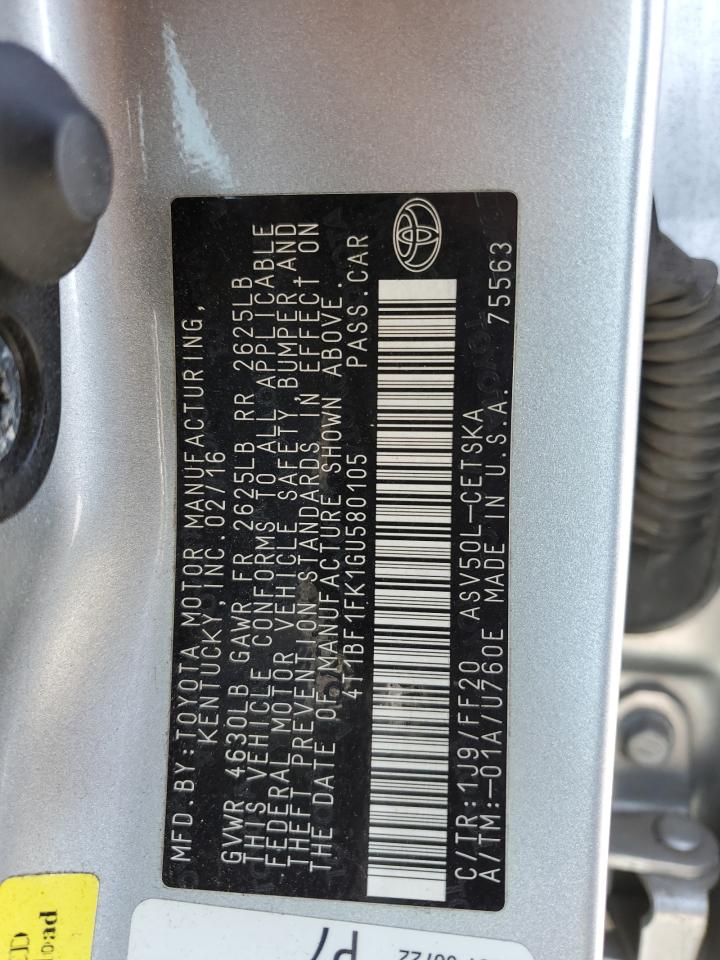 MFD.BY:TOYOTA MOTOR MANUFACTURING,
KENTUCKY, INC.02/16
GVWR 4630LB GAWR FR 2625LB RR 2625LB
THIS VEHICLE CONFORMS TO ALL APPLICABLE
FEDERAL MOTOR VEHICLE SAFETY,BUMPER,AND
THEFT PREVENTION STANDARDS IN EFFECT ON
THE DATE OF MANUFACTURE SHOWN ABOVE.
4T1BF1FK1GU580105 PASS.CAR
C/TR:1J9/FF20 ASV50L-CETSKA
A/TM:-01A/U760E MADE IN U.S.A. 75563